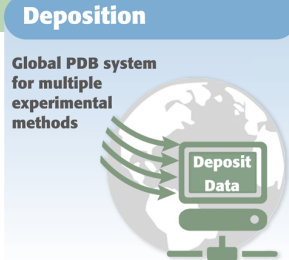 Deposition
Global PDB system
for multiple
experimental
methods
Deposit
Data